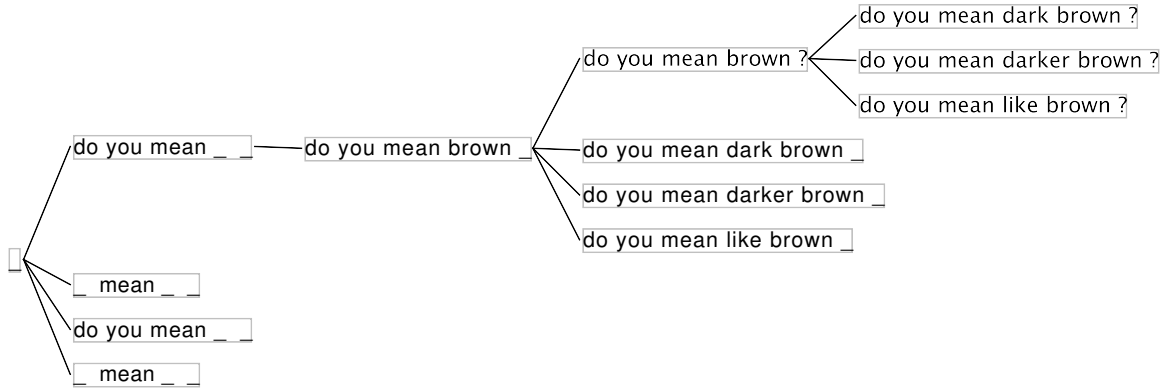 do you mean dark brown ?
do you mean brown ?
do you mean darker brown ?
do you mean like brown ?
do you mean _ _
do you mean brown _
do you mean dark brown _
do you mean darker brown _
do you mean like brown _
_
_ mean _ _
do you mean _ _
_ mean _ _